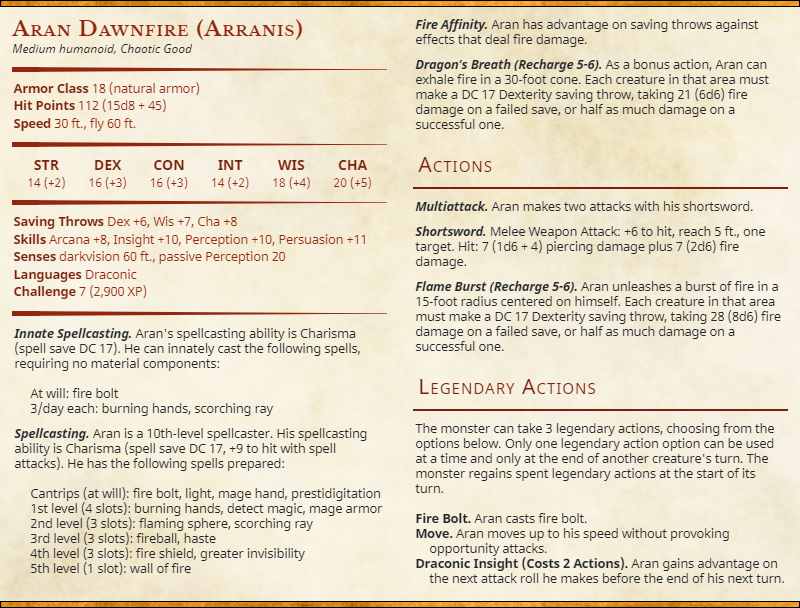 Aran Dawnfire (Arranis)
Medium humanoid, Chaotic Good
Armor Class 18 (natural armor)
Hit Points 112 (15d8 + 45)
Speed 30 ft., fly 60 ft.
STR DEX CON INT WIS CHA
14 (+2) 16 (+3) 16 (+3) 14 (+2) 18 (+4) 20 (+5)
Saving Throws Dex +6, Wis +7, Cha +8
Skills Arcana +8, Insight +10, Perception +10, Persuasion +11
Senses darkvision 60 ft., passive Perception 20
Languages Draconic
Challenge 7 (2,900 XP)
Innate Spellcasting. Aran's spellcasting ability is Charisma
(spell save DC 17). He can innately cast the following spells,
requiring no material components:
At will: fire bolt
3/day each: burning hands, scorching ray
Spellcasting. Aran is a 10th-level spellcaster. His spellcasting
ability is Charisma (spell save DC 17, +9 to hit with spell
attacks). He has the following spells prepared:
Cantrips (at will): fire bolt, light, mage hand, prestidigitation
1st level (4 slots): burning hands, detect magic, mage armor
2nd level (3 slots): flaming sphere, scorching ray
3rd level (3 slots): fireball, haste
4th level (3 slots): fire shield, greater invisibility
5th level (1 slot): wall of fire
Fire Affinity. Aran has advantage on saving throws against
effects that deal fire damage.
Dragon's Breath (Recharge 5-6). As a bonus action, Aran can
exhale fire in a 30-foot cone. Each creature in that area must
make a DC 17 Dexterity saving throw, taking 21 (6d6) fire
damage on a failed save, or half as much damage on a
successful one.
Actions
Multiattack. Aran makes two attacks with his shortsword.
Shortsword. Melee Weapon Attack: +6 to hit, reach 5 ft., one
target. Hit: 7 (1d6 + 4) piercing damage plus 7 (2d6) fire
damage.
Flame Burst (Recharge 5-6). Aran unleashes a burst of fire in a
15-foot radius centered on himself. Each creature in that area
must make a DC 17 Dexterity saving throw, taking 28 (8d6) fire
damage on a failed save, or half as much damage on a
successful one.
Legendary Actions
The monster can take 3 legendary actions, choosing from the
options below. Only one legendary action option can be used
at a time and only at the end of another creature's turn. The
monster regains spent legendary actions at the start of its
turn.
Fire Bolt. Aran casts fire bolt.
Move. Aran moves up to his speed without provoking
opportunity attacks.
Draconic Insight (Costs 2 Actions). Aran gains advantage on
the next attack roll he makes before the end of his next turn.